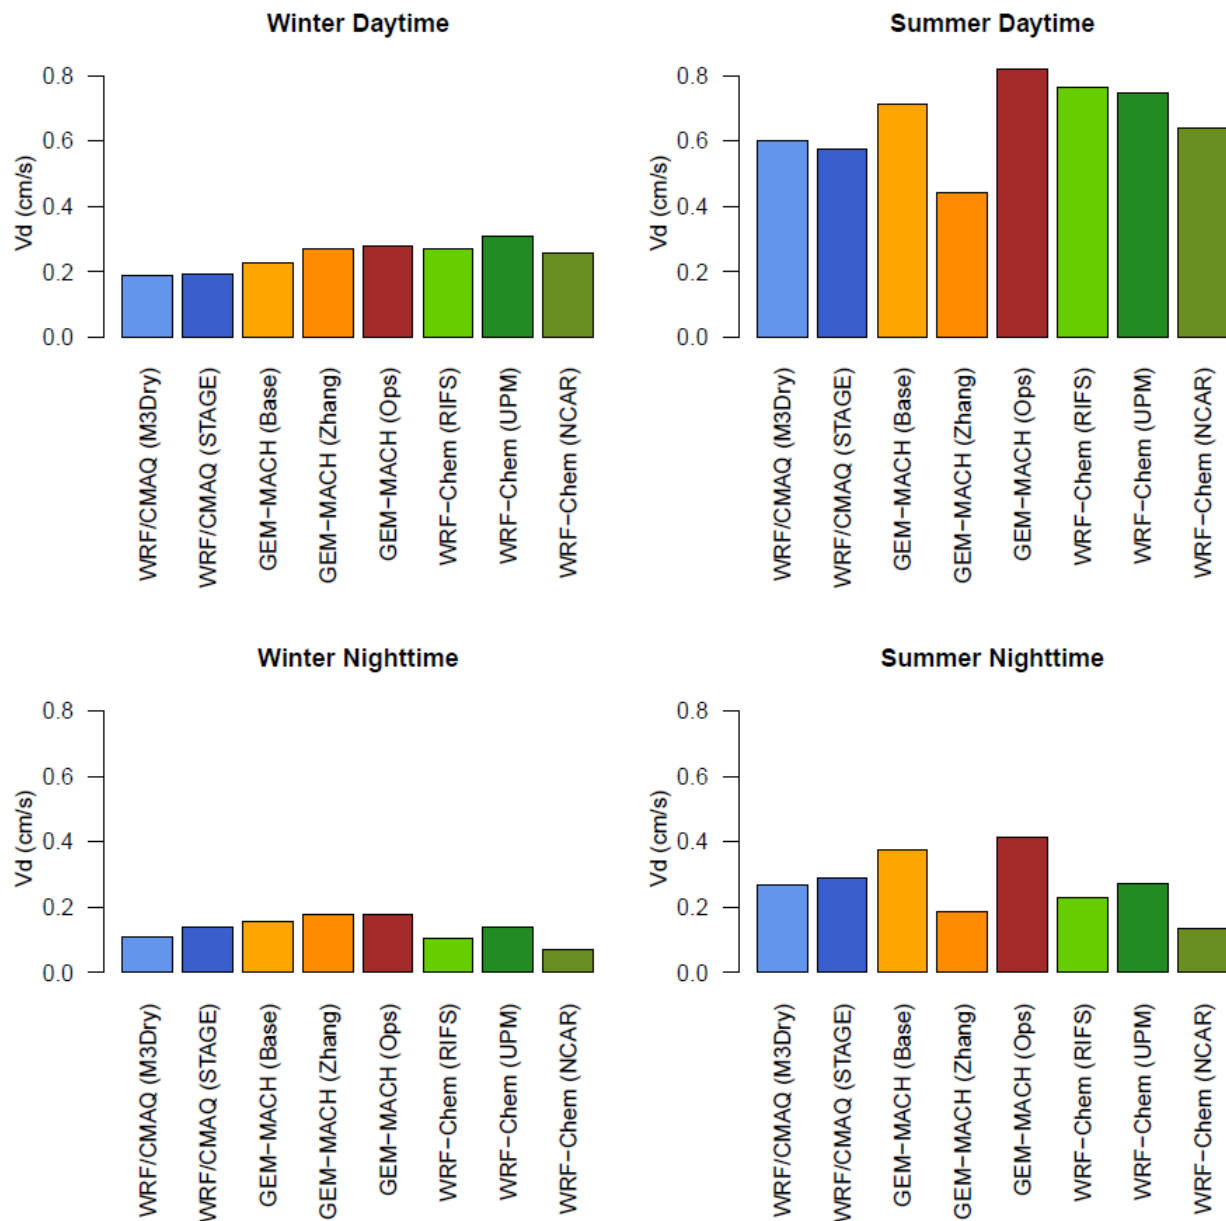 Winter Daytime
Vd (cm/s)
0.8
0.6
0.4
0.2
0.0
WRF/CMAQ (M3Dry)
WRF/CMAQ (STAGE)
GEM−MACH (Base)
GEM−MACH (Zhang)
GEM−MACH (Ops)
WRF−Chem (RIFS)
WRF−Chem (UPM)
WRF−Chem (NCAR)
Summer Daytime
Vd (cm/s)
0.8
0.6
0.4
0.2
0.0
WRF/CMAQ (M3Dry)
WRF/CMAQ (STAGE)
GEM−MACH (Base)
GEM−MACH (Zhang)
GEM−MACH (Ops)
WRF−Chem (RIFS)
WRF−Chem (UPM)
WRF−Chem (NCAR)
Winter Nighttime
Vd (cm/s)
0.8
0.6
0.4
0.2
0.0
WRF/CMAQ (M3Dry)
WRF/CMAQ (STAGE)
GEM−MACH (Base)
GEM−MACH (Zhang)
GEM−MACH (Ops)
WRF−Chem (RIFS)
WRF−Chem (UPM)
WRF−Chem (NCAR)
Summer Nighttime
Vd (cm/s)
0.8
0.6
0.4
0.2
0.0
WRF/CMAQ (M3Dry)
WRF/CMAQ (STAGE)
GEM−MACH (Base)
GEM−MACH (Zhang)
GEM−MACH (Ops)
WRF−Chem (RIFS)
WRF−Chem (UPM)
WRF−Chem (NCAR)